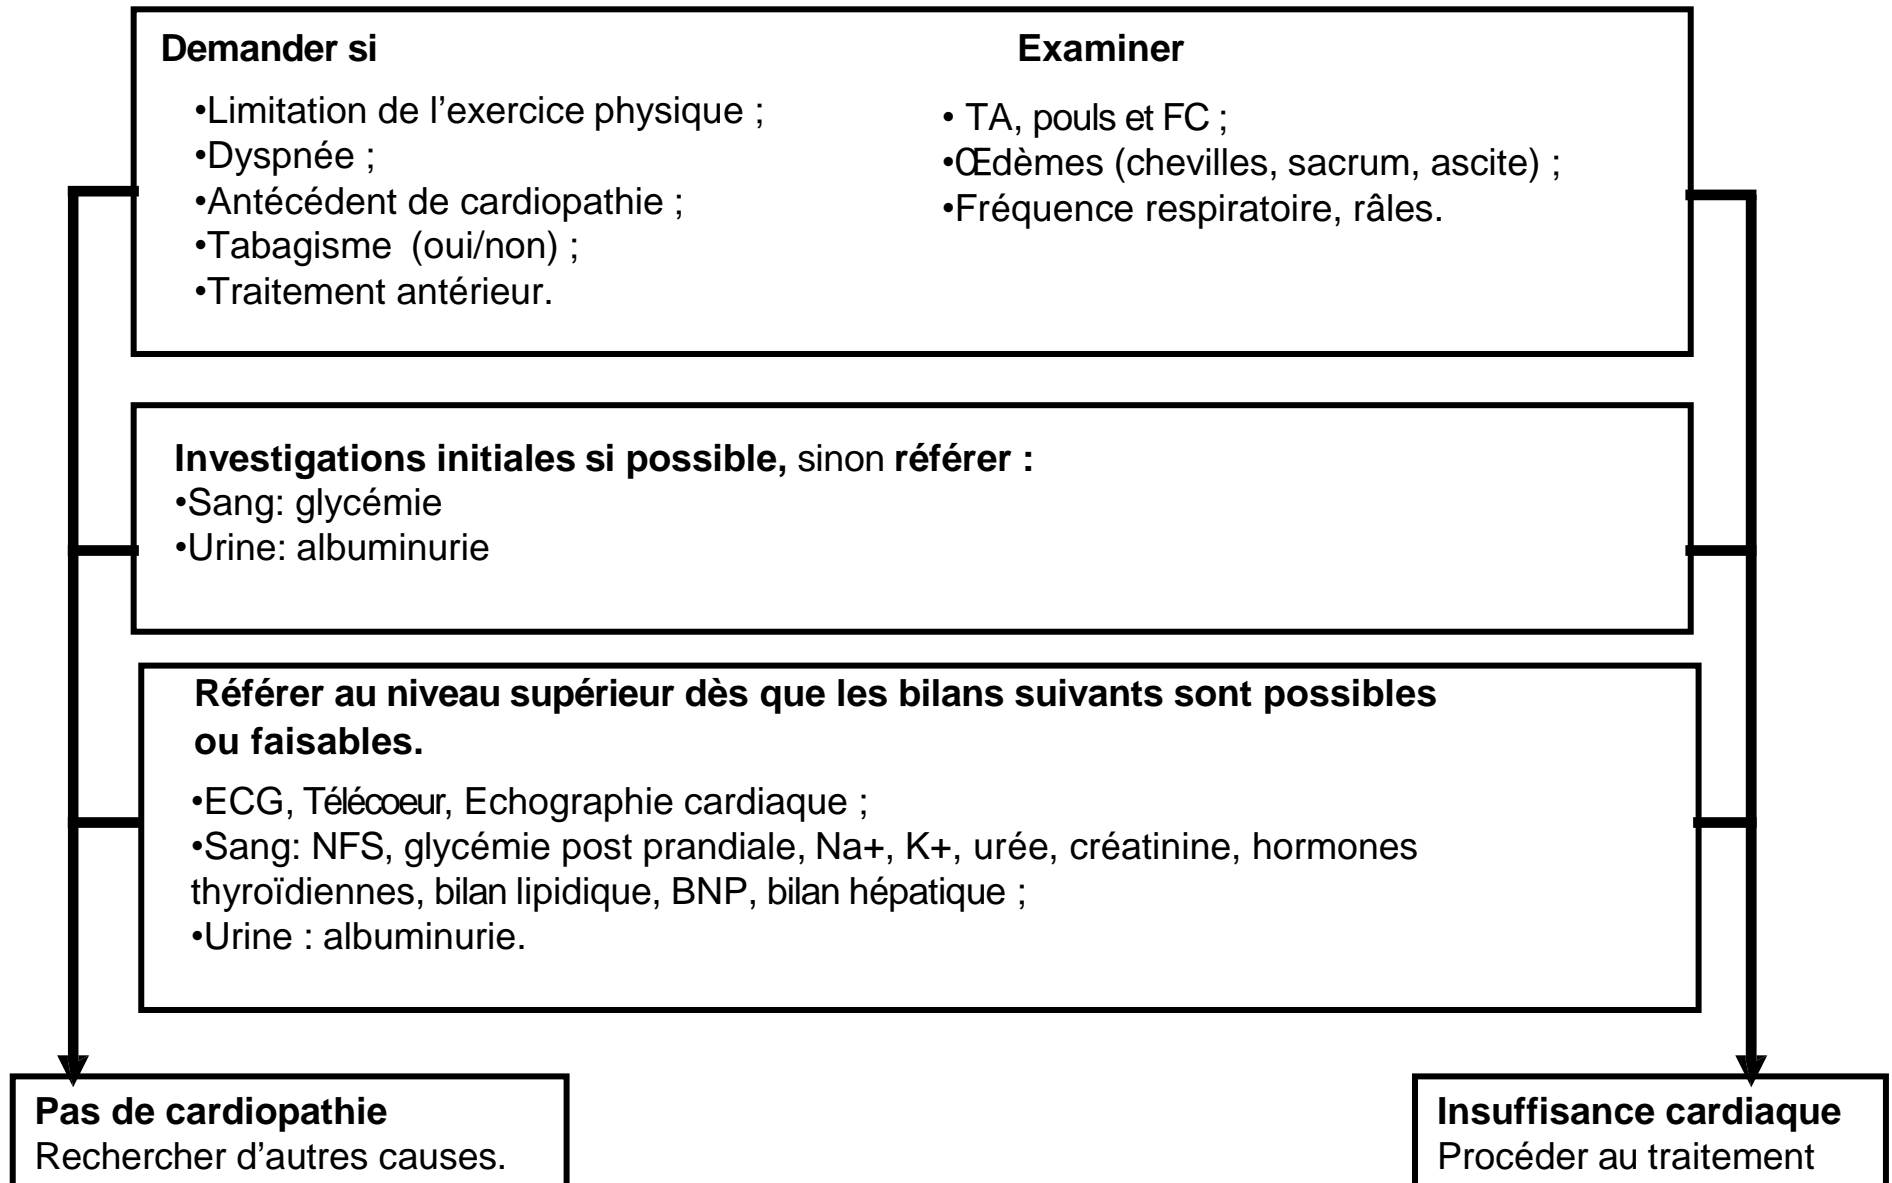 Demander si
•Limitation de l’exercice physique ;
•Dyspnée ;
•Antécédent de cardiopathie ;
•Tabagisme (oui/non) ;
•Traitement antérieur.
Examiner
• TA, pouls et FC ;
•Œdèmes (chevilles, sacrum, ascite) ;
•Fréquence respiratoire, râles.
Investigations initiales si possible, sinon référer :
•Sang: glycémie
•Urine: albuminurie
Référer au niveau supérieur dès que les bilans suivants sont possibles
ou faisables.
•ECG, Télécoeur, Echographie cardiaque ;
•Sang: NFS, glycémie post prandiale, Na+, K+, urée, créatinine, hormones
thyroïdiennes, bilan lipidique, BNP, bilan hépatique ;
•Urine : albuminurie.
Pas de cardiopathie
Rechercher d’autres causes.
Insuffisance cardiaque
Procéder au traitement